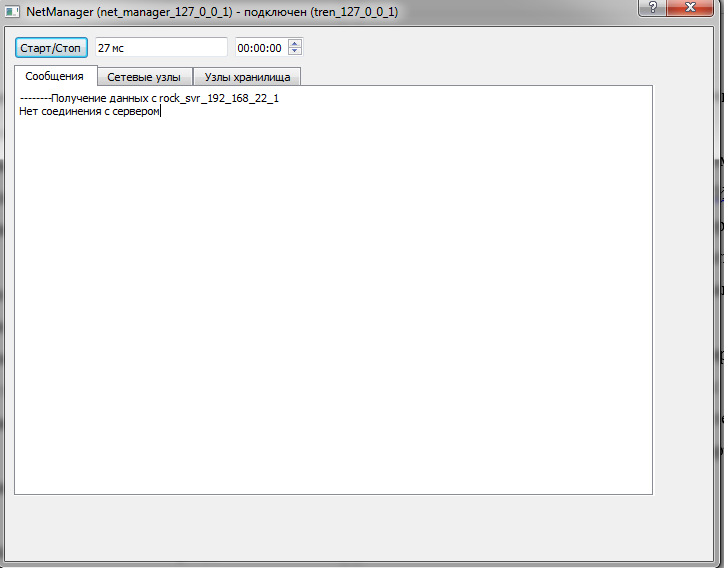 NetManager (net_manager_127_0_0_1) - подключен (tren_127_0_0_1)
Старт/Стоп 27 мс 00:00:00
Сообщения Сетевые узлы Узлы хранилища
--------Получение данных с rock_svr_192_168_22_1
Нет соединения с сервером